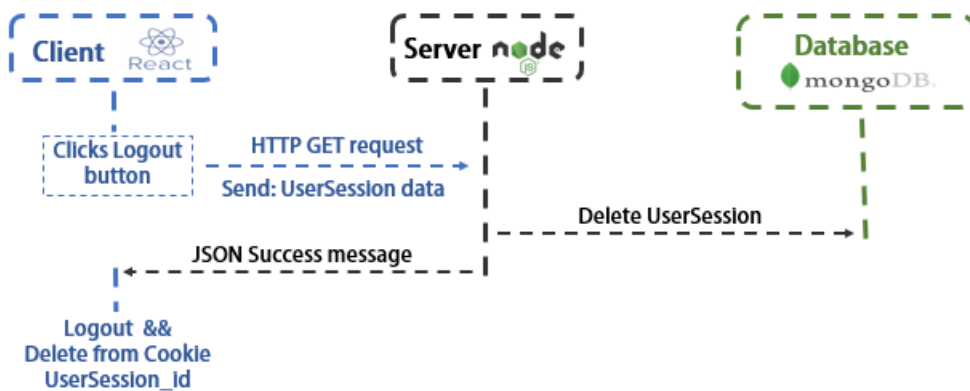 Client
React
Server node
JS
Database
mongoDB.
Clicks Logout
button
HTTP GET request
Send: UserSession data
Delete UserSession
JSON Success message
Logout &&
Delete from Cookie
UserSession_id